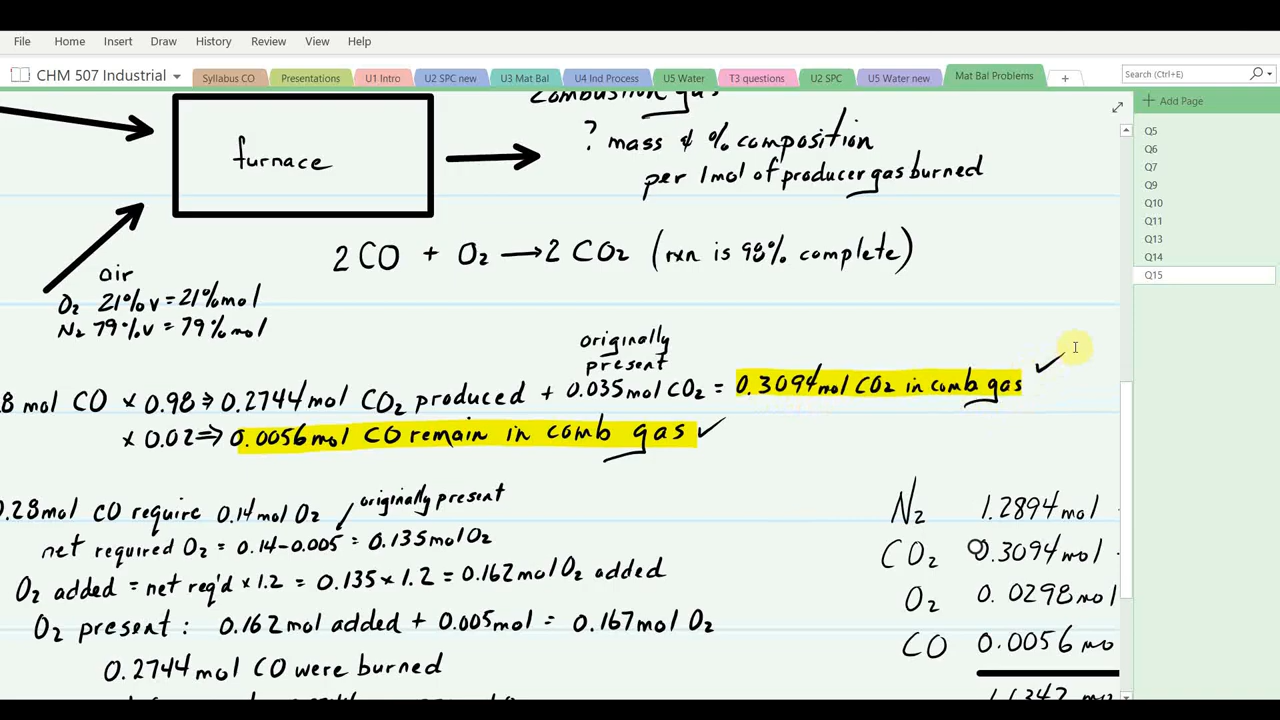 File Home Insert Draw History Review View Help
CHM 507 Industrial
Syllabus CO Presentations U1 Intro U2 SPC new U3 Mat Bal U4 Ind Process U5 Water T3 questions U2 SPC U5 Water new Mat Bal Problems +
Search (Ctrl+E)
+ Add Page
Q5
Q6
Q7
Q9
Q10
Q11
Q13
Q14
Q15
combustion gas
? mass & % composition
per 1mol of producer gas burned
furnace
2 CO + O₂ → 2 CO₂ (rxn is 98% complete)
air
O₂ 21%v = 21%mol
N₂ 79%v = 79%mol
originally
present
8 mol CO × 0.98 ⇒ 0.2744 mol CO₂ produced + 0.035 mol CO₂ = 0.3094 mol CO₂ in comb gas ✓
× 0.02 ⇒ 0.0056 mol CO remain in comb gas ✓
originally present
0.28 mol CO require 0.14 mol O₂
net required O₂ = 0.14 - 0.005 = 0.135 mol O₂
O₂ added = net req'd × 1.2 = 0.135 × 1.2 = 0.162 mol O₂ added
O₂ present: 0.162 mol added + 0.005 mol = 0.167 mol O₂
0.2744 mol CO were burned
N₂ 1.2894 mol
CO₂ 0.3094 mol
O₂ 0.0298 mol
CO 0.0056 mo